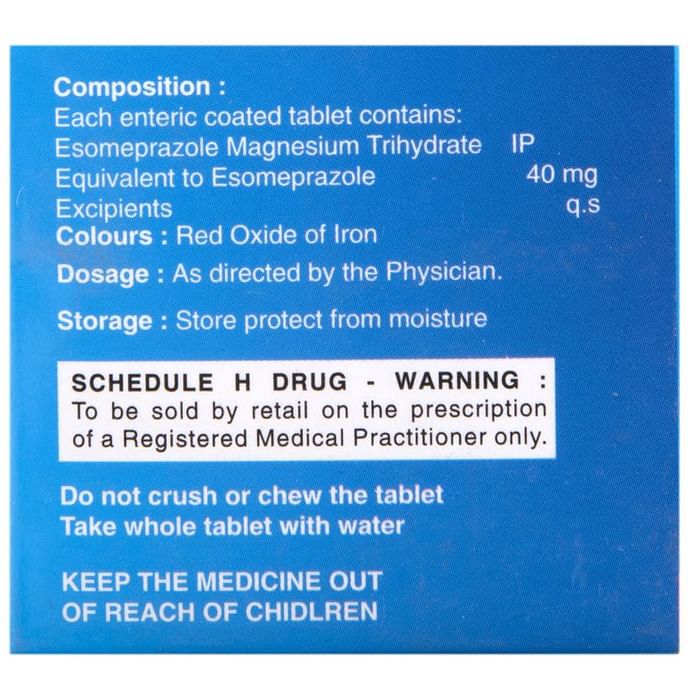 Composition :
Each enteric coated tablet contains:
Esomeprazole Magnesium Trihydrate IP
Equivalent to Esomeprazole 40 mg
Excipients q.s
Colours : Red Oxide of Iron
Dosage : As directed by the Physician.
Storage : Store protect from moisture
SCHEDULE H DRUG - WARNING :
To be sold by retail on the prescription
of a Registered Medical Practitioner only.
Do not crush or chew the tablet
Take whole tablet with water
KEEP THE MEDICINE OUT
OF REACH OF CHIDLREN